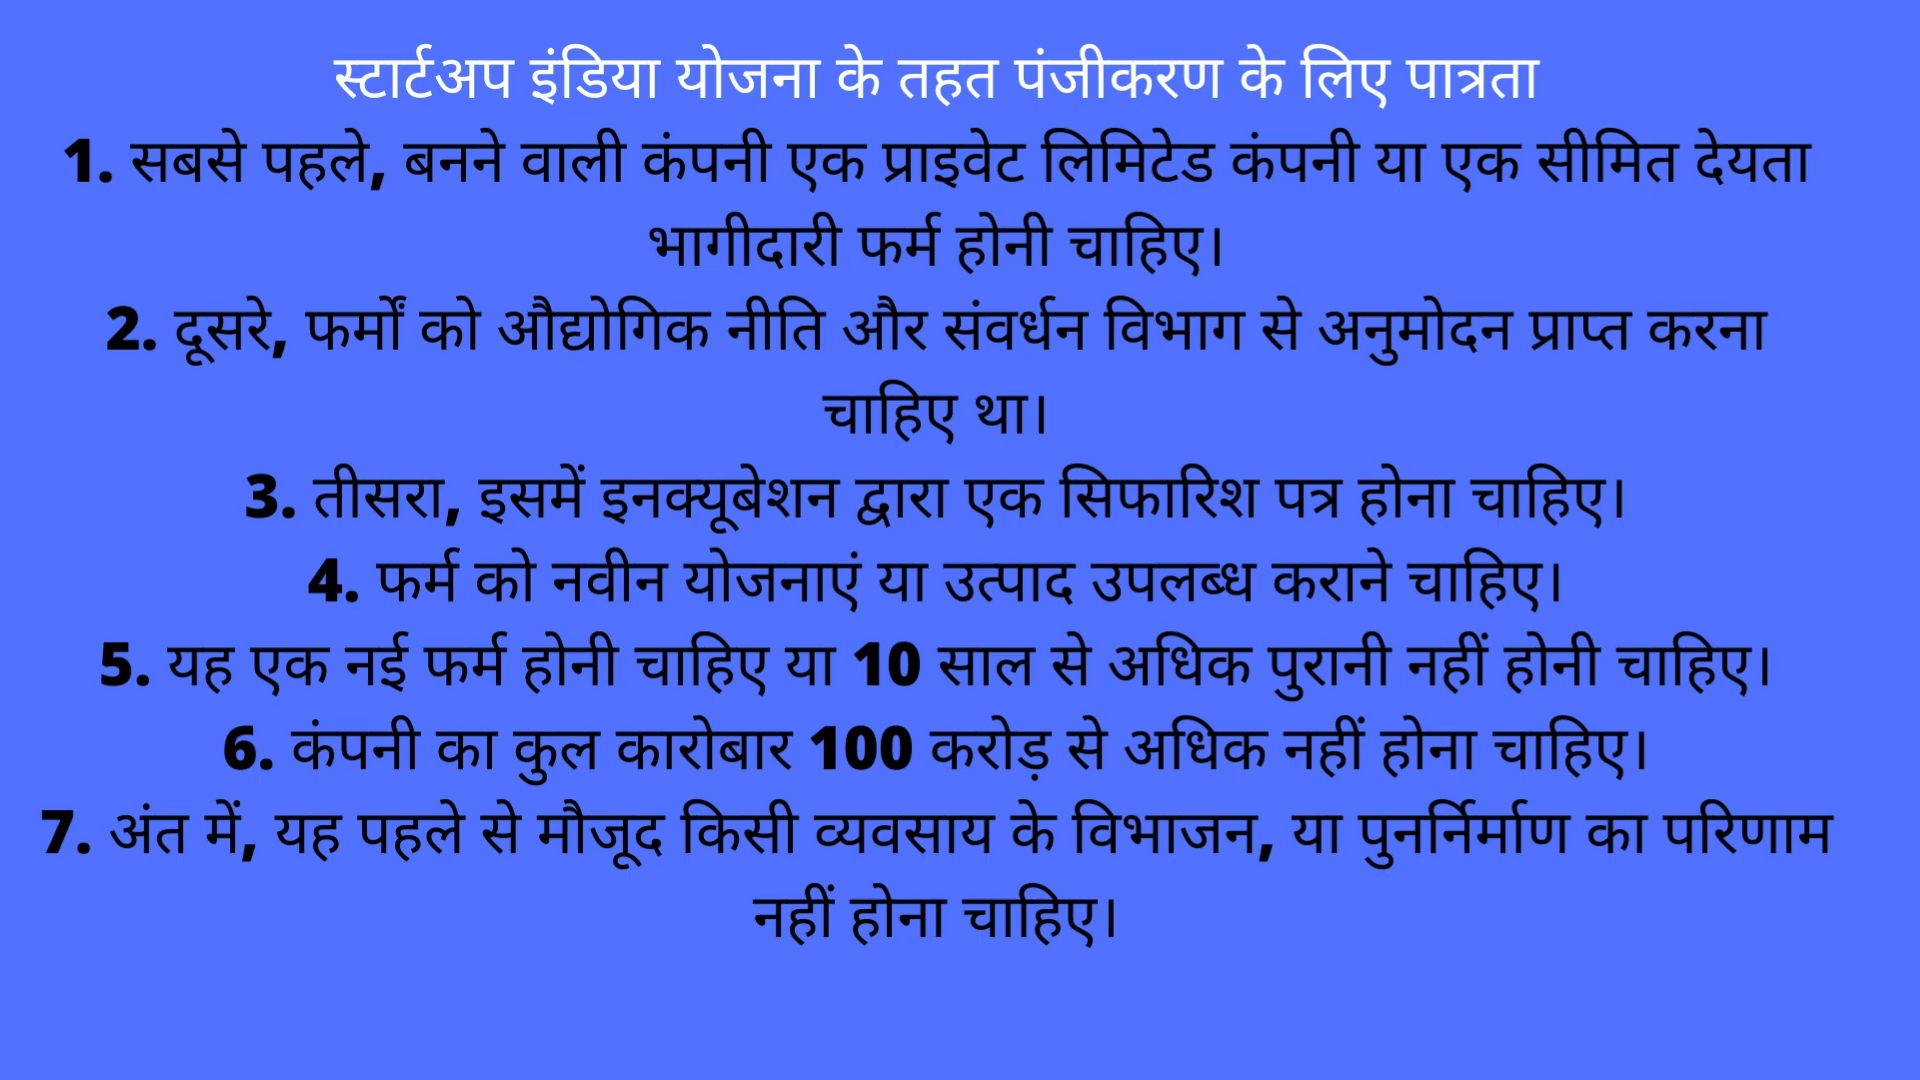 स्टार्टअप इंडिया योजना के तहत पंजीकरण के लिए पात्रता
1. सबसे पहले, बनने वाली कंपनी एक प्राइवेट लिमिटेड कंपनी या एक सीमित देयता
भागीदारी फर्म होनी चाहिए।
2. दूसरे, फर्मों को औद्योगिक नीति और संवर्धन विभाग से अनुमोदन प्राप्त करना
चाहिए था।
3. तीसरा, इसमें इनक्यूबेशन द्वारा एक सिफारिश पत्र होना चाहिए।
4. फर्म को नवीन योजनाएं या उत्पाद उपलब्ध कराने चाहिए।
5. यह एक नई फर्म होनी चाहिए या 10 साल से अधिक पुरानी नहीं होनी चाहिए।
6. कंपनी का कुल कारोबार 100 करोड़ से अधिक नहीं होना चाहिए।
7. अंत में, यह पहले से मौजूद किसी व्यवसाय के विभाजन, या पुनर्निर्माण का परिणाम
नहीं होना चाहिए।